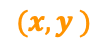 (x, y )